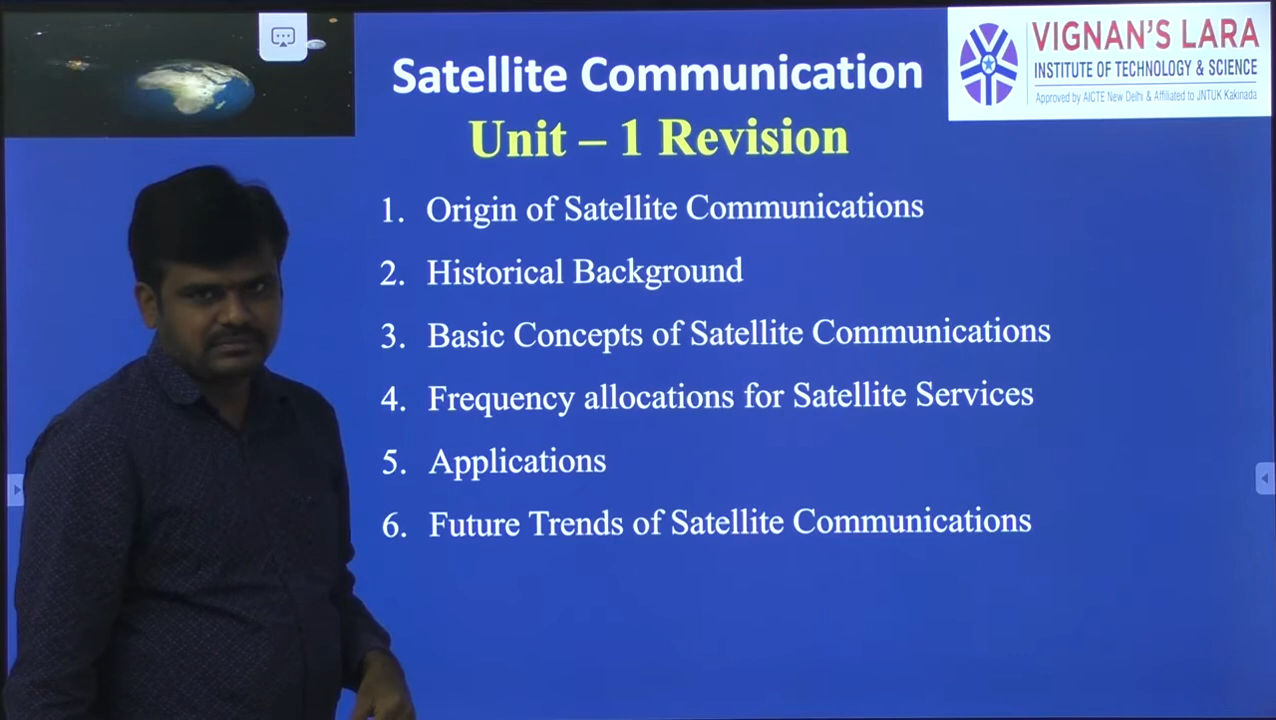 Satellite Communication
VIGNAN'S LARA
INSTITUTE OF TECHNOLOGY & SCIENCE
Approved by AICTE New Delhi & Affiliated to JNTUK Kakinada
Unit – 1 Revision
1. Origin of Satellite Communications
2. Historical Background
3. Basic Concepts of Satellite Communications
4. Frequency allocations for Satellite Services
5. Applications
6. Future Trends of Satellite Communications